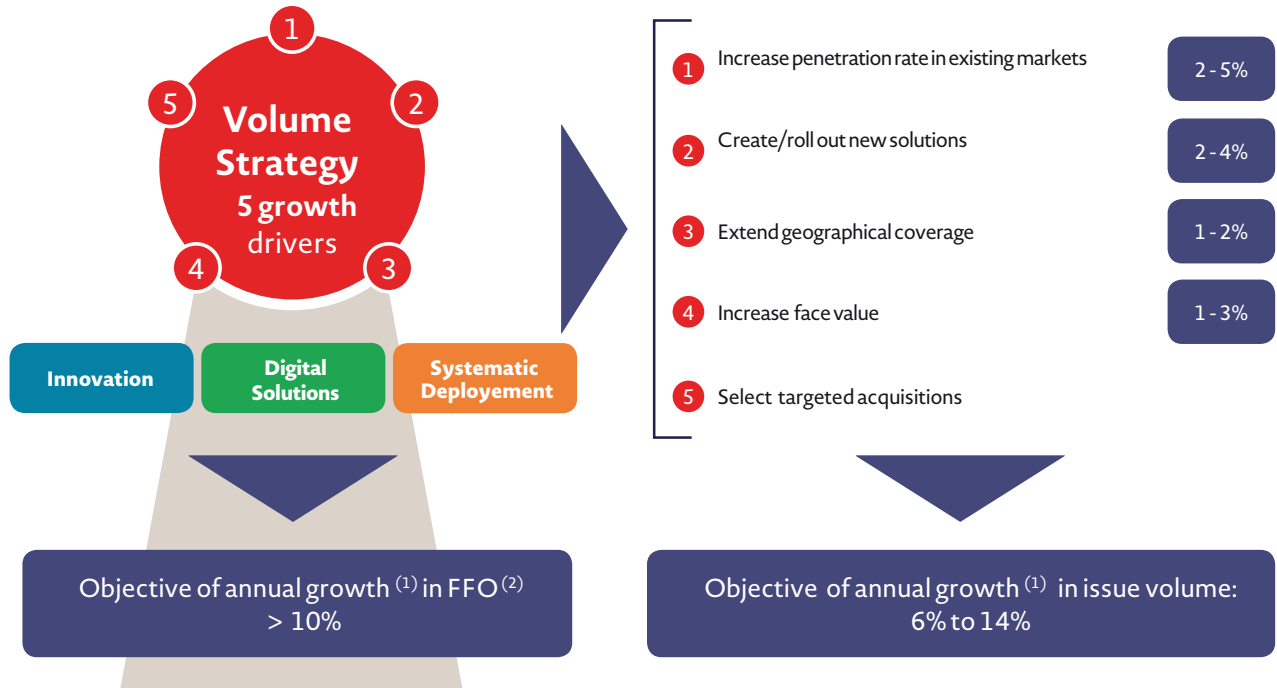 1
5
2
Volume
Strategy
5 growth
drivers
4
3
Innovation
Digital
Solutions
Systematic
Deployement
Objective of annual growth (1) in FFO (2)
> 10%
1 Increase penetration rate in existing markets 2 - 5%
2 Create/roll out new solutions 2 - 4%
3 Extend geographical coverage 1 - 2%
4 Increase face value 1 - 3%
5 Select targeted acquisitions
Objective of annual growth (1) in issue volume:
6% to 14%